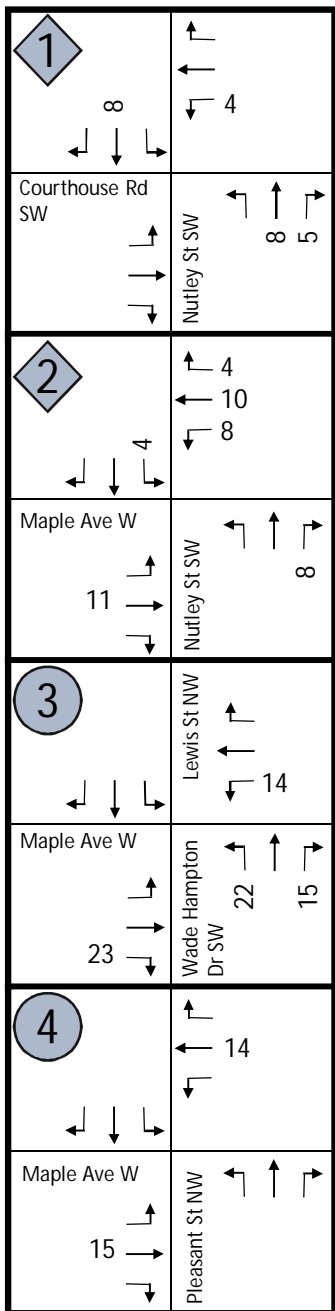 1
8
4
Courthouse Rd
SW
Nutley St SW
8
5
2
4
4
10
8
Maple Ave W
11
Nutley St SW
8
3
Lewis St NW
14
Maple Ave W
23
Wade Hampton
Dr SW
22
15
4
14
Maple Ave W
15
Pleasant St NW